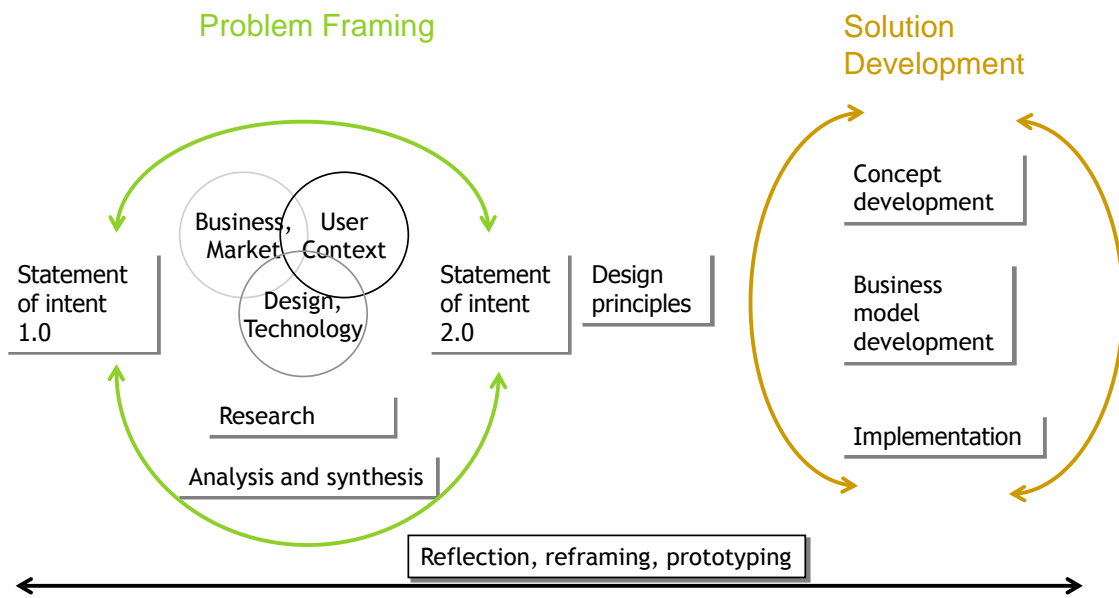 Problem Framing
Solution
Development
Business,
Market
User
Context
Design,
Technology
Statement
of intent
1.0
Statement
of intent
2.0
Design
principles
Research
Analysis and synthesis
Concept
development
Business
model
development
Implementation
Reflection, reframing, prototyping